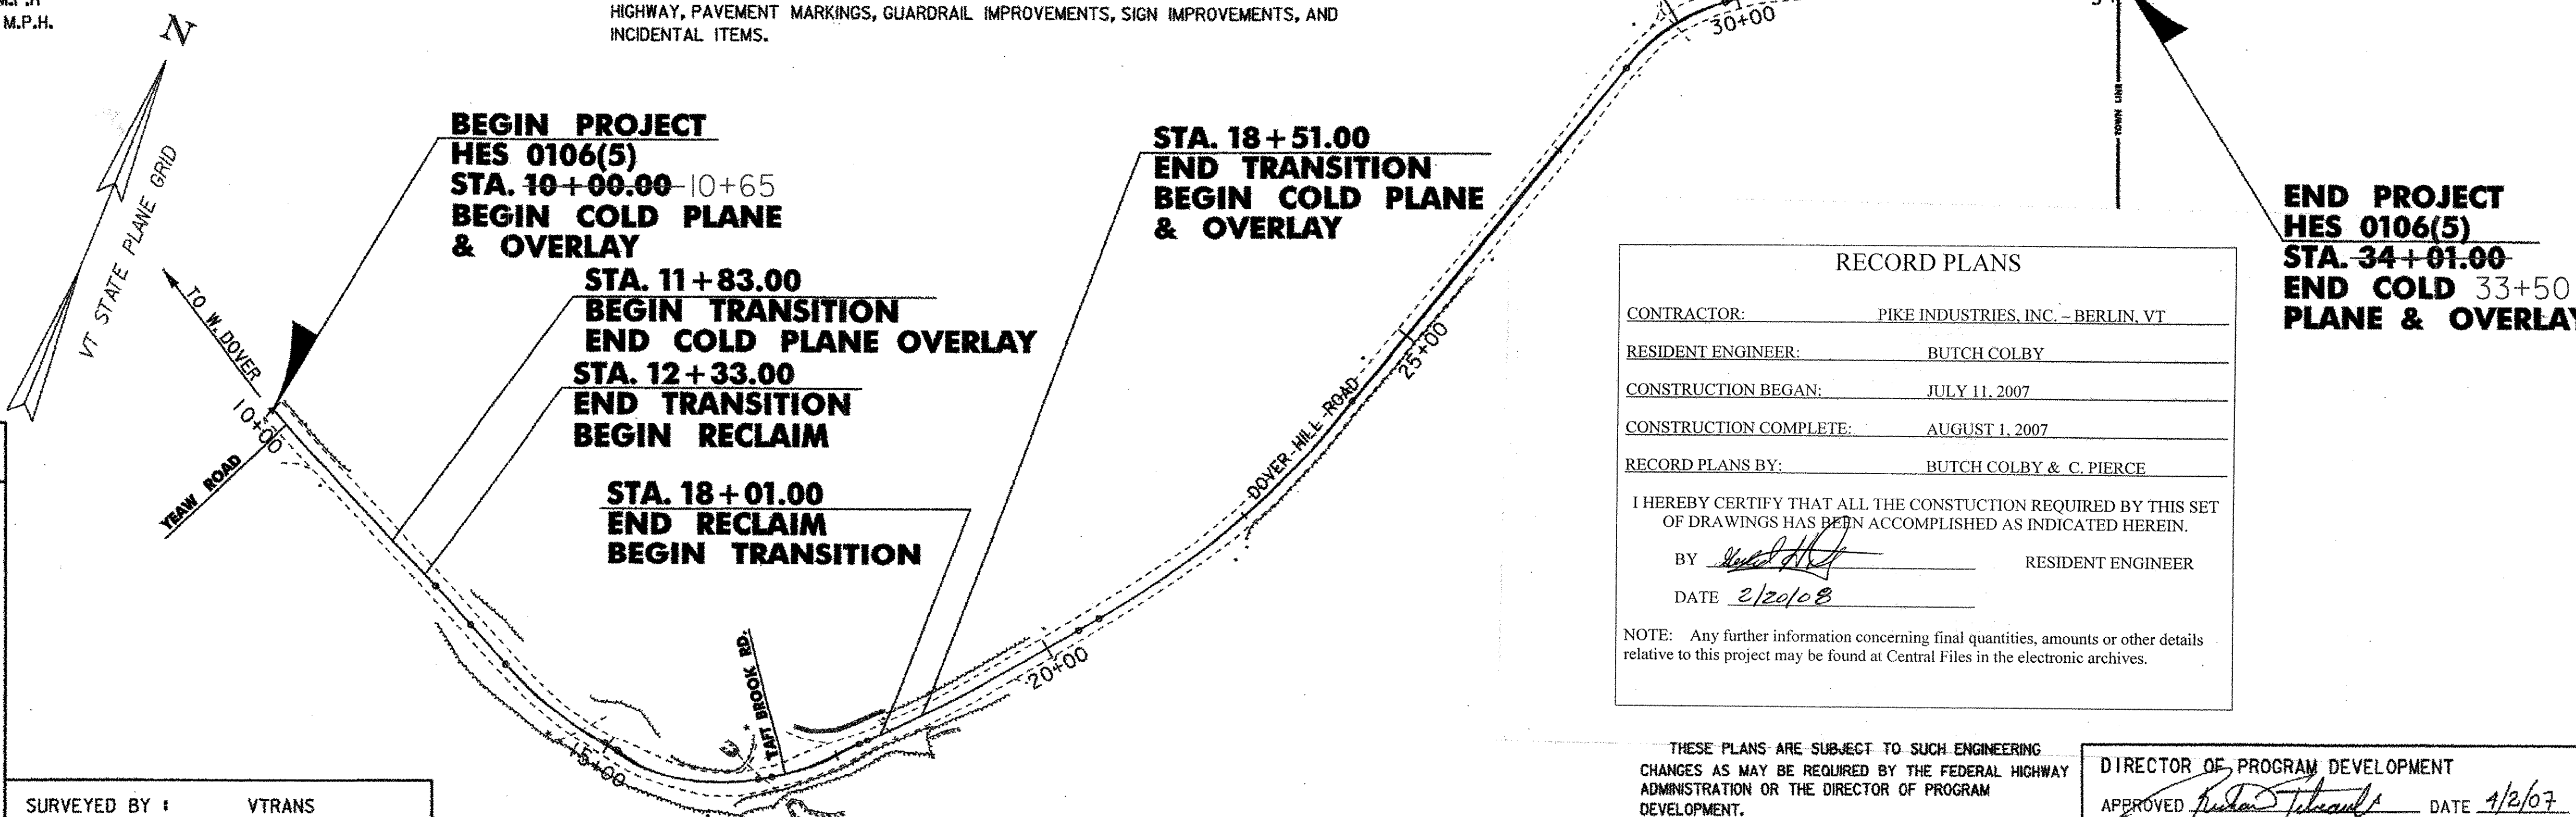 M.P.H.
HIGHWAY, PAVEMENT MARKINGS, GUARDRAIL IMPROVEMENTS, SIGN IMPROVEMENTS, AND
INCIDENTAL ITEMS.
N
VT STATE PLANE GRID
TO W. DOVER
BEGIN PROJECT
HES 0106(5)
STA. 10+00.00 10+65
BEGIN COLD PLANE
& OVERLAY
STA. 11+83.00
BEGIN TRANSITION
END COLD PLANE OVERLAY
STA. 12+33.00
END TRANSITION
BEGIN RECLAIM
STA. 18+01.00
END RECLAIM
BEGIN TRANSITION
STA. 18+51.00
END TRANSITION
BEGIN COLD PLANE
& OVERLAY
10+00
YEAW ROAD
15+00
TAFT BROOK RD.
20+00
DOVER HILL ROAD
25+00
30+00
TOWN LINE
END PROJECT
HES 0106(5)
STA. 34+01.00
END COLD 33+50
PLANE & OVERLAY
RECORD PLANS
CONTRACTOR: PIKE INDUSTRIES, INC. – BERLIN, VT
RESIDENT ENGINEER: BUTCH COLBY
CONSTRUCTION BEGAN: JULY 11, 2007
CONSTRUCTION COMPLETE: AUGUST 1, 2007
RECORD PLANS BY: BUTCH COLBY & C. PIERCE
I HEREBY CERTIFY THAT ALL THE CONSTUCTION REQUIRED BY THIS SET
OF DRAWINGS HAS BEEN ACCOMPLISHED AS INDICATED HEREIN.
BY RESIDENT ENGINEER
DATE 2/20/08
NOTE: Any further information concerning final quantities, amounts or other details
relative to this project may be found at Central Files in the electronic archives.
THESE PLANS ARE SUBJECT TO SUCH ENGINEERING
CHANGES AS MAY BE REQUIRED BY THE FEDERAL HIGHWAY
ADMINISTRATION OR THE DIRECTOR OF PROGRAM
DEVELOPMENT.
DIRECTOR OF PROGRAM DEVELOPMENT
APPROVED DATE 4/2/07
SURVEYED BY : VTRANS